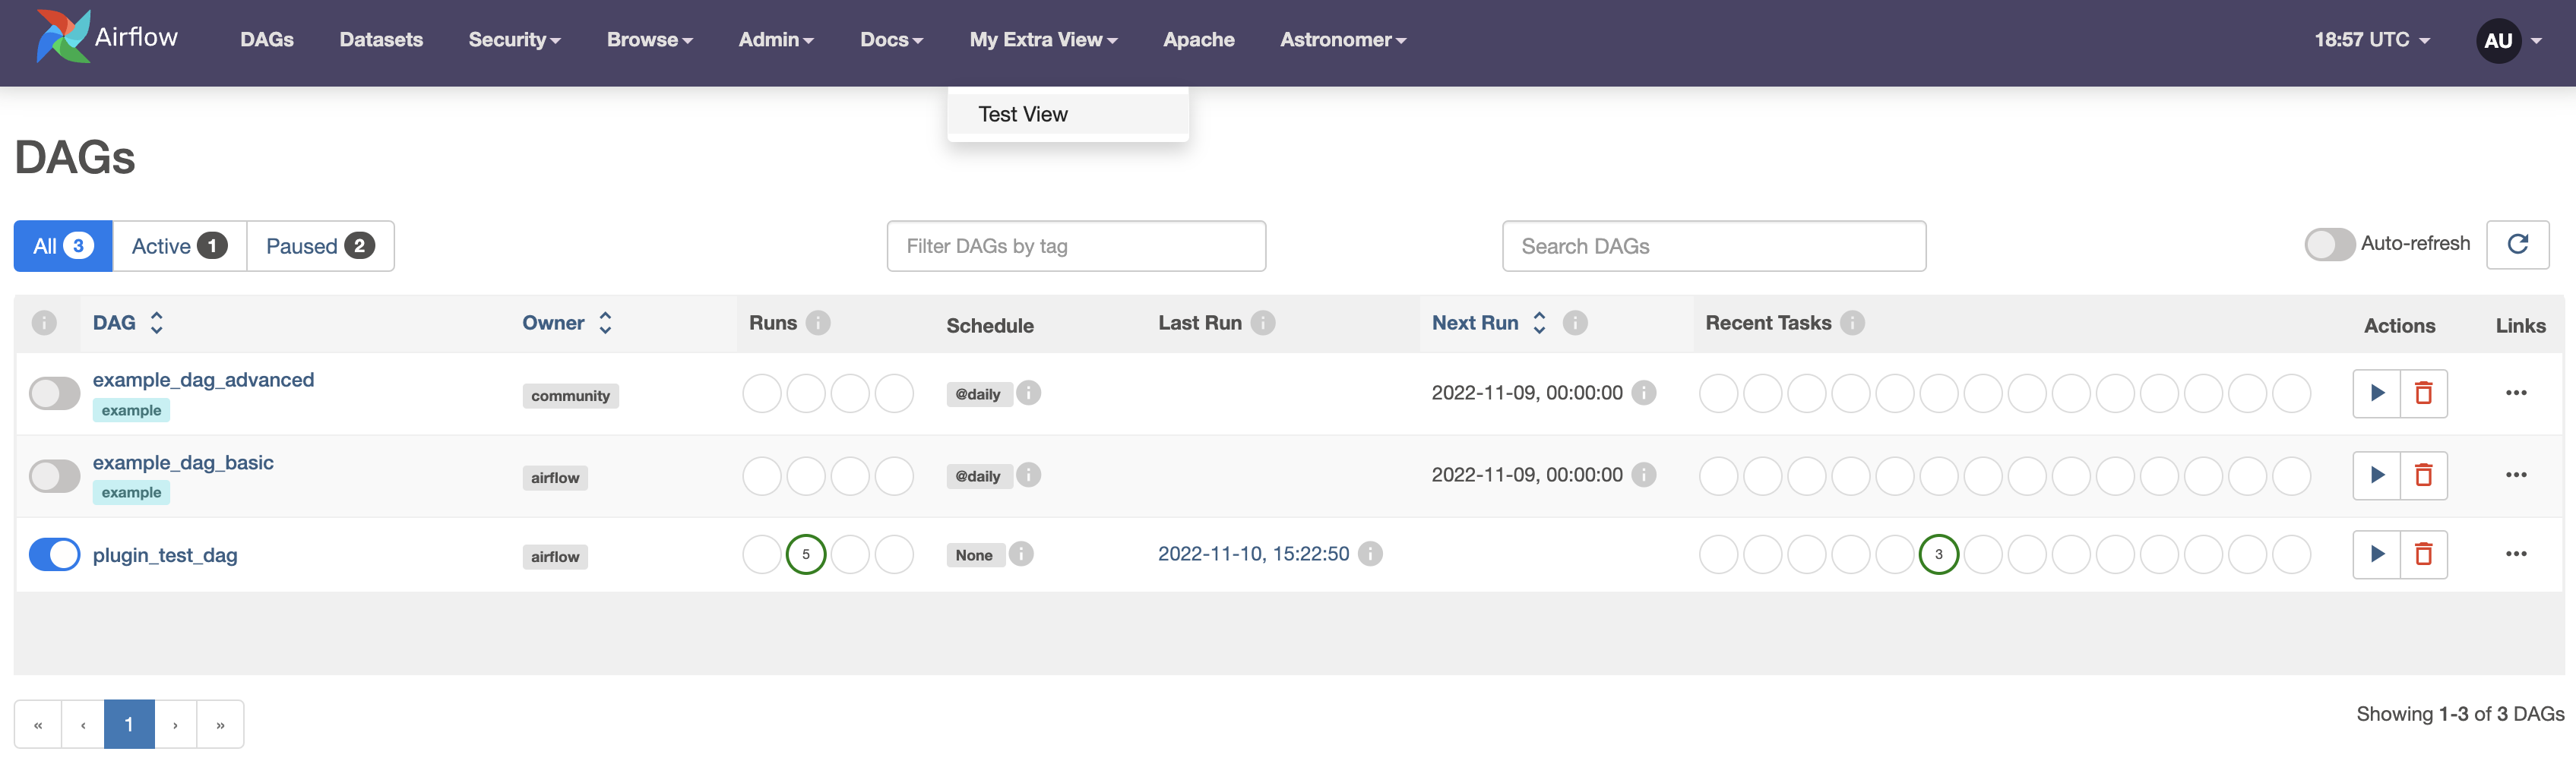 Airflow DAGs Datasets Security Browse Admin Docs My Extra View Apache Astronomer 18:57 UTC AU
Test View
DAGs
All 3 Active 1 Paused 2 Filter DAGs by tag Search DAGs Auto-refresh
DAG Owner Runs Schedule Last Run Next Run Recent Tasks Actions Links
example_dag_advanced
example community @daily 2022-11-09, 00:00:00
example_dag_basic
example airflow @daily 2022-11-09, 00:00:00
plugin_test_dag airflow 5 None 2022-11-10, 15:22:50 3
« ‹ 1 › » Showing 1-3 of 3 DAGs